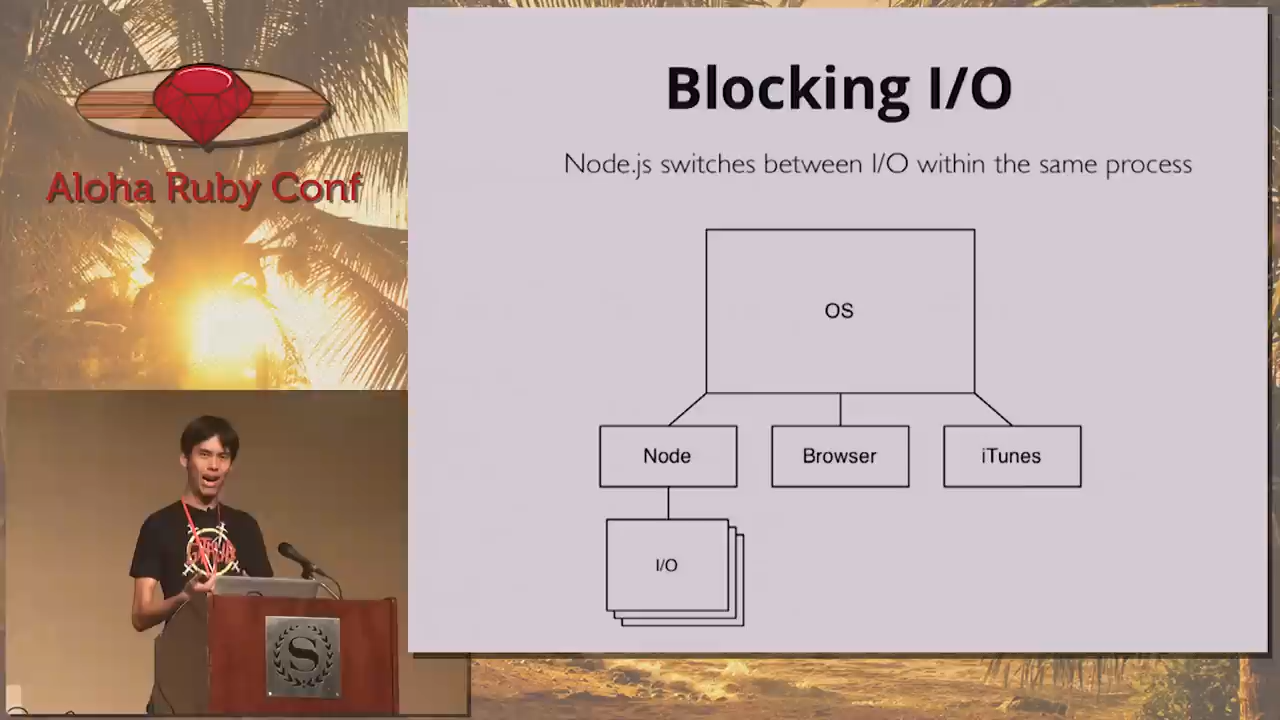 Aloha Ruby Conf
Blocking I/O
Node.js switches between I/O within the same process
OS
Node
Browser
iTunes
I/O
S